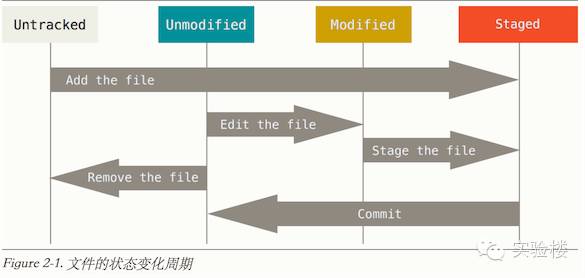 Untracked Unmodified Modified Staged
Add the file
Edit the file
Stage the file
Remove the file
Commit
Figure 2-1. 文件的状态变化周期
实验楼